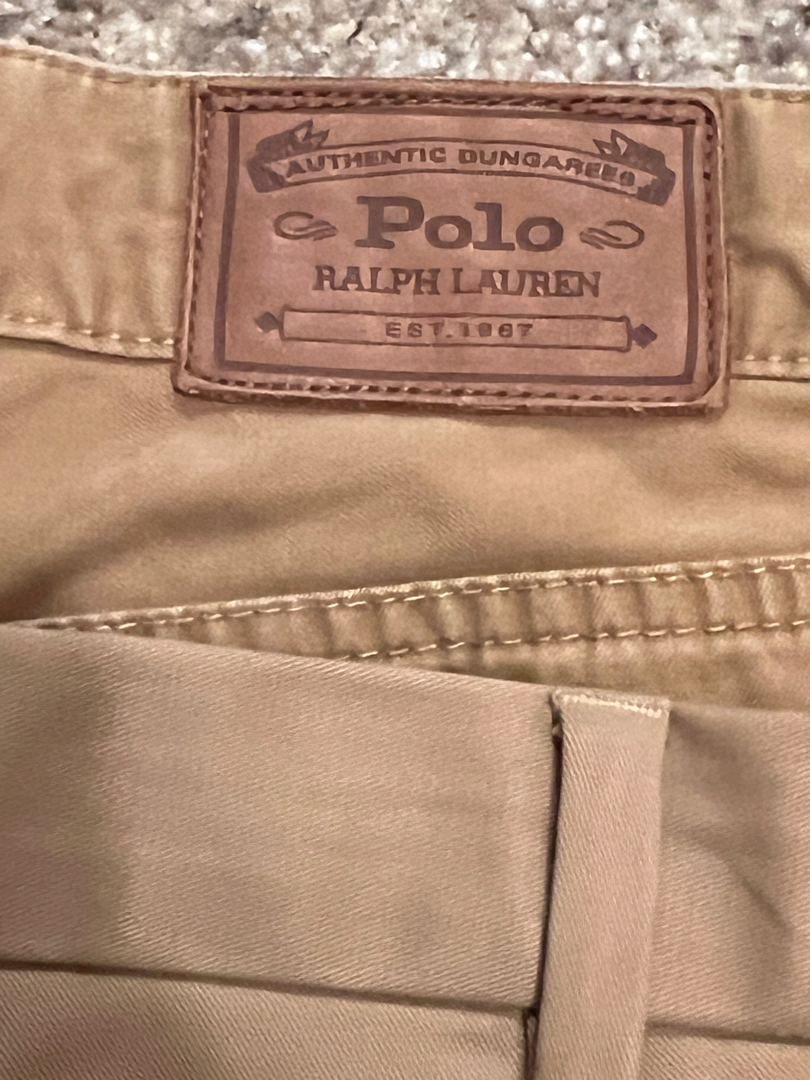 AUTHENTIC DUNGAREES
Polo
RALPH LAUREN
EST. 1967